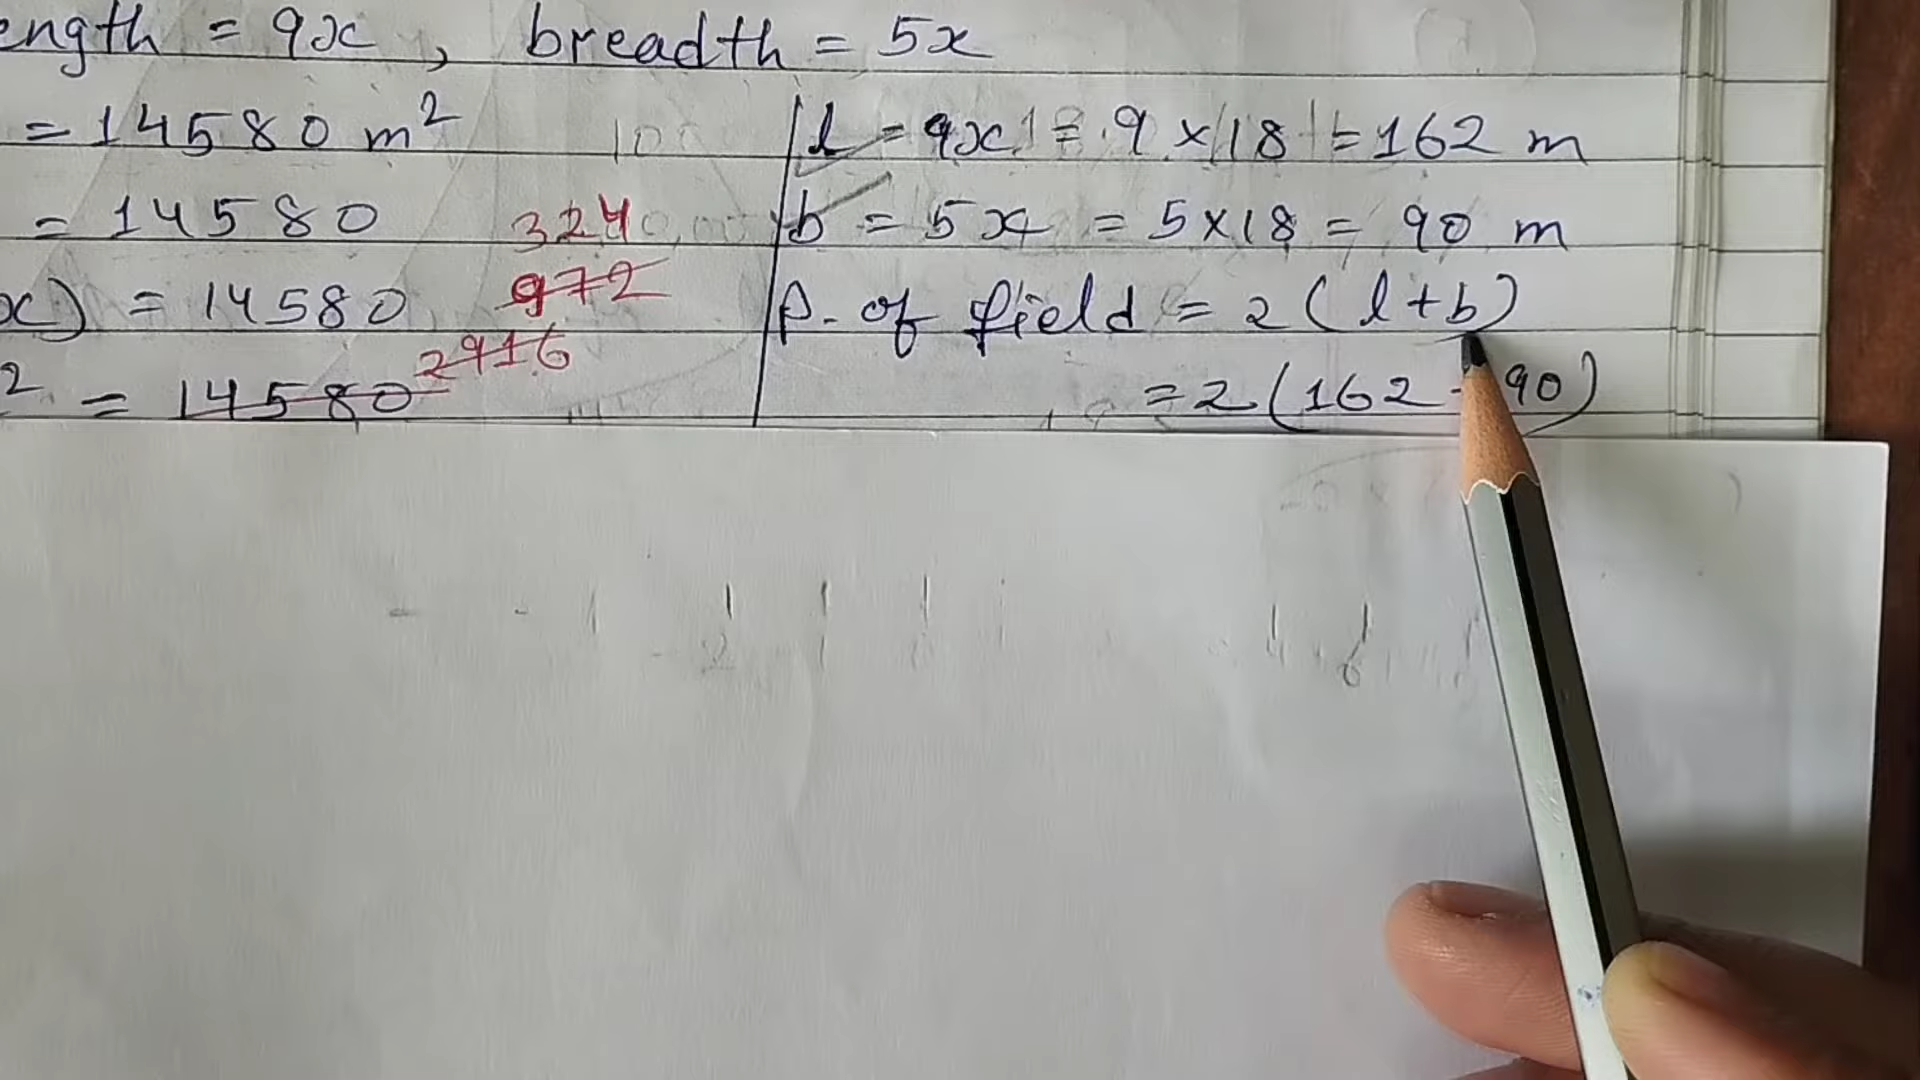 ength = 9x, breadth = 5x
= 14580 m²
= 14580
x) = 14580
² = 14580
2916
972
324
l = 9x = 9 × 18 = 162 m
b = 5x = 5×18 = 90 m
P. of field = 2(l+b)
= 2(162 + 90)